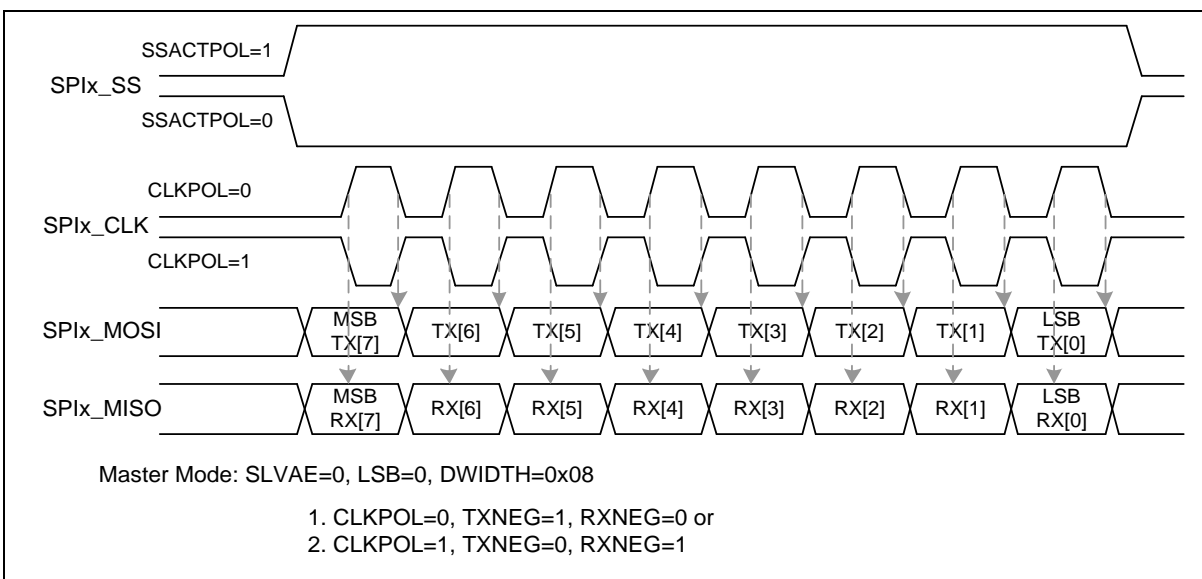 SSACTPOL=1
SPIx_SS
SSACTPOL=0
CLKPOL=0
SPIx_CLK
CLKPOL=1
SPIx_MOSI
MSB TX[6] TX[5] TX[4] TX[3] TX[2] TX[1] LSB
TX[7] TX[0]
SPIx_MISO
MSB RX[6] RX[5] RX[4] RX[3] RX[2] RX[1] LSB
RX[7] RX[0]
Master Mode: SLVAE=0, LSB=0, DWIDTH=0x08
1. CLKPOL=0, TXNEG=1, RXNEG=0 or
2. CLKPOL=1, TXNEG=0, RXNEG=1